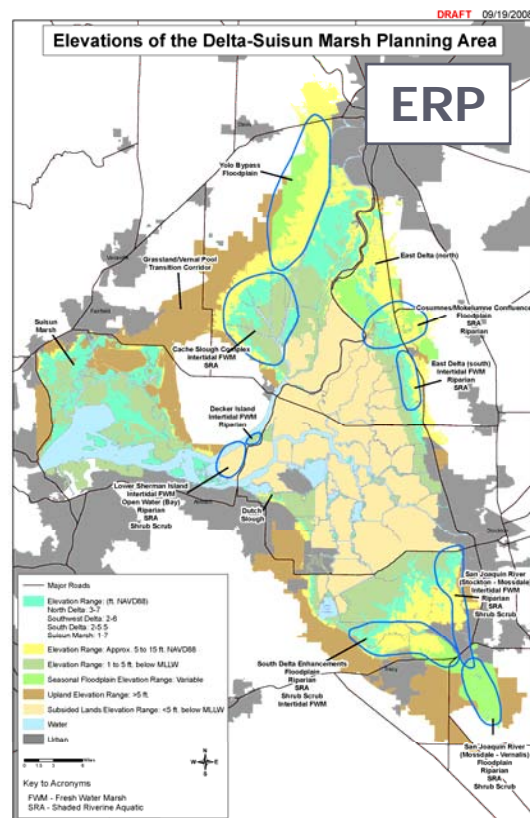 DRAFT 09/19/2008
Elevations of the Delta-Suisun Marsh Planning Area
ERP
Yolo Bypass
Floodplain
Grassland/Vernal Pool
Transition Corridor
East Delta (north)
Fairfield
Suisun
Marsh
Cosumnes/Mokelumne Confluence
Floodplain
SRA
Riparian
Cache Slough Complex
Intertidal FWM
SRA
East Delta (south)
Intertidal FWM
Riparian
SRA
Decker Island
Intertidal FWM
Riparian
Lower Sherman Island
Intertidal FWM
Open Water (Bay)
Riparian
SRA
Shrub Scrub
Dutch
Slough
San Joaquin River
(Stockton - Mossdale)
Intertidal FWM
Riparian
SRA
Shrub Scrub
South Delta Enhancements
Floodplain
Riparian
SRA
Shrub Scrub
Intertidal FWM
Tracy
San Joaquin River
(Mossdale - Vernalis)
Floodplain
Riparian
SRA
Shrub Scrub
Major Roads
Elevation Range: (ft. NAVD88)
North Delta: 3-7
Southwest Delta: 2-6
South Delta: 2-5.5
Suisun Marsh: 1-7
Elevation Range: Approx. 5 to 15 ft. NAVD88
Elevation Range: 1 to 5 ft. below MLLW
Seasonal Floodplain Elevation Range: Variable
Upland Elevation Range: >5 ft.
Subsided Lands Elevation Range: <5 ft. below MLLW
Water
Urban
N
W E
S
Key to Acronyms
FWM - Fresh Water Marsh
SRA - Shaded Riverine Aquatic